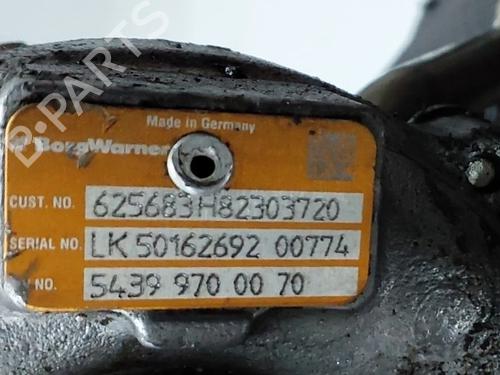 B-PARTS
Made in Germany
BorgWarner
CUST. NO. 625683H82303720
SERIAL NO. LK 50162692 00774
NO. 5439 970 00 70